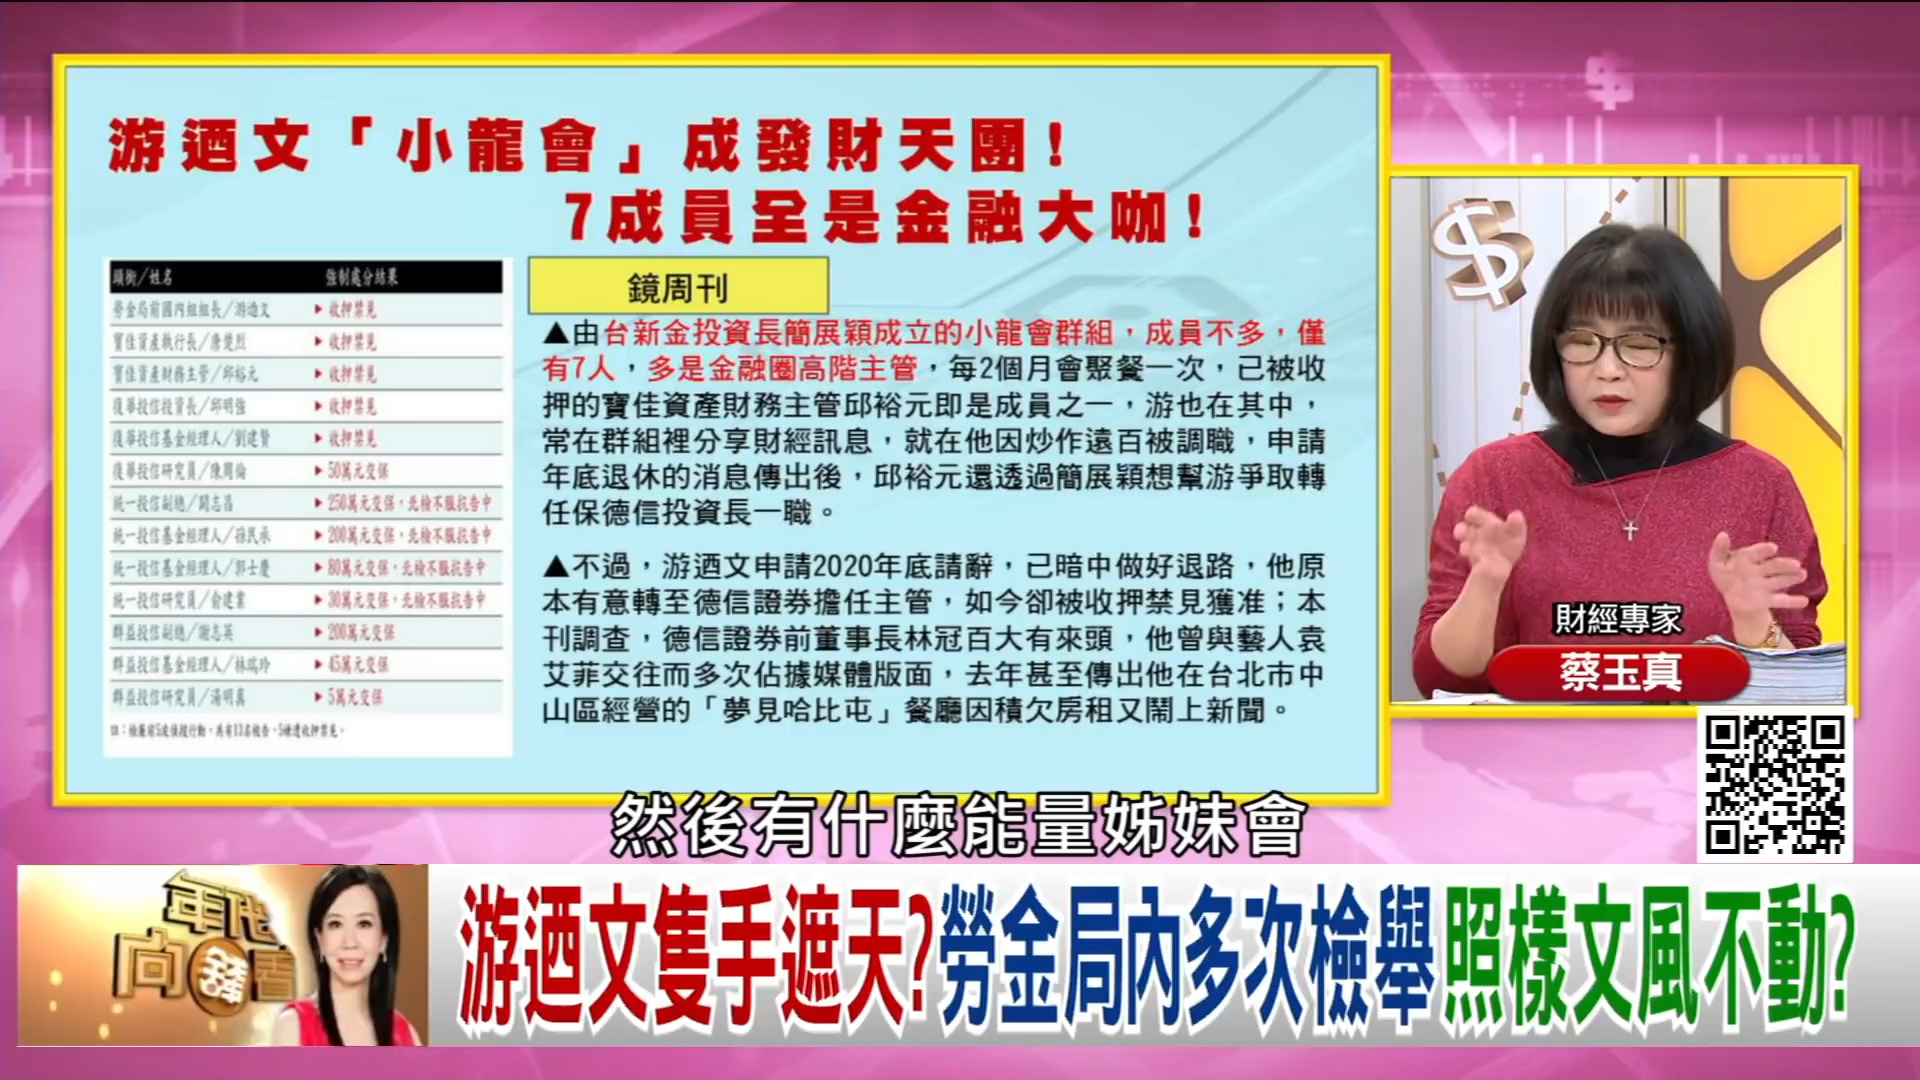 游迺文「小龍會」成發財天團！
7成員全是金融大咖！
頭銜／姓名 強制處分結果
勞金局前國內組組長／游迺文 ▶收押禁見
寶佳資產執行長／唐楚烈 ▶收押禁見
寶佳資產財務主管／邱裕元 ▶收押禁見
復華投信投資長／邱明強 ▶收押禁見
復華投信基金經理人／劉建賢 ▶收押禁見
復華投信研究員／陳周倫 ▶50萬元交保
統一投信副總／闕志昌 ▶250萬元交保，北檢不服抗告中
統一投信基金經理人／孫民承 ▶200萬元交保，北檢不服抗告中
統一投信基金經理人／郭士慶 ▶80萬元交保，北檢不服抗告中
統一投信研究員／俞建業 ▶30萬元交保，北檢不服抗告中
群益投信副總／謝志英 ▶200萬元交保
群益投信基金經理人／林瑞玲 ▶45萬元交保
群益投信研究員／湯明真 ▶5萬元交保
註：檢廉前5波偵搜行動，共有13名被告，5嫌遭收押禁見。
鏡周刊
▲由台新金投資長簡展穎成立的小龍會群組，成員不多，僅
有7人，多是金融圈高階主管，每2個月會聚餐一次，已被收
押的寶佳資產財務主管邱裕元即是成員之一，游也在其中，
常在群組裡分享財經訊息，就在他因炒作遠百被調職，申請
年底退休的消息傳出後，邱裕元還透過簡展穎想幫游爭取轉
任保德信投資長一職。
▲不過，游迺文申請2020年底請辭，已暗中做好退路，他原
本有意轉至德信證券擔任主管，如今卻被收押禁見獲准；本
刊調查，德信證券前董事長林冠百大有來頭，他曾與藝人袁
艾菲交往而多次佔據媒體版面，去年甚至傳出他在台北市中
山區經營的「夢見哈比屯」餐廳因積欠房租又鬧上新聞。
財經專家
蔡玉真
然後有什麼能量姊妹會
年代向錢看
游迺文隻手遮天?勞金局內多次檢舉照樣文風不動?